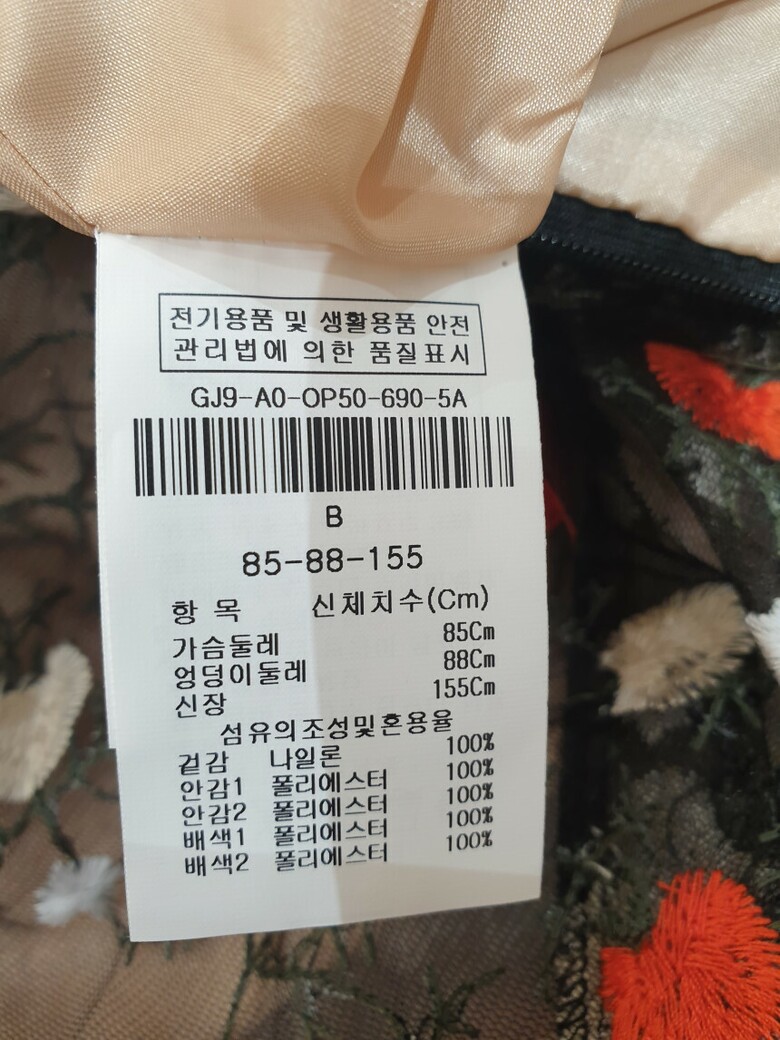 전기용품 및 생활용품 안전
관리법에 의한 품질표시
GJ9-A0-OP50-690-5A
B
85-88-155
항 목 신체치수(Cm)
가슴둘레 85Cm
엉덩이둘레 88Cm
신장 155Cm
섬유의조성및혼용율
겉감 나일론 100%
안감1 폴리에스터 100%
안감2 폴리에스터 100%
배색1 폴리에스터 100%
배색2 폴리에스터 100%